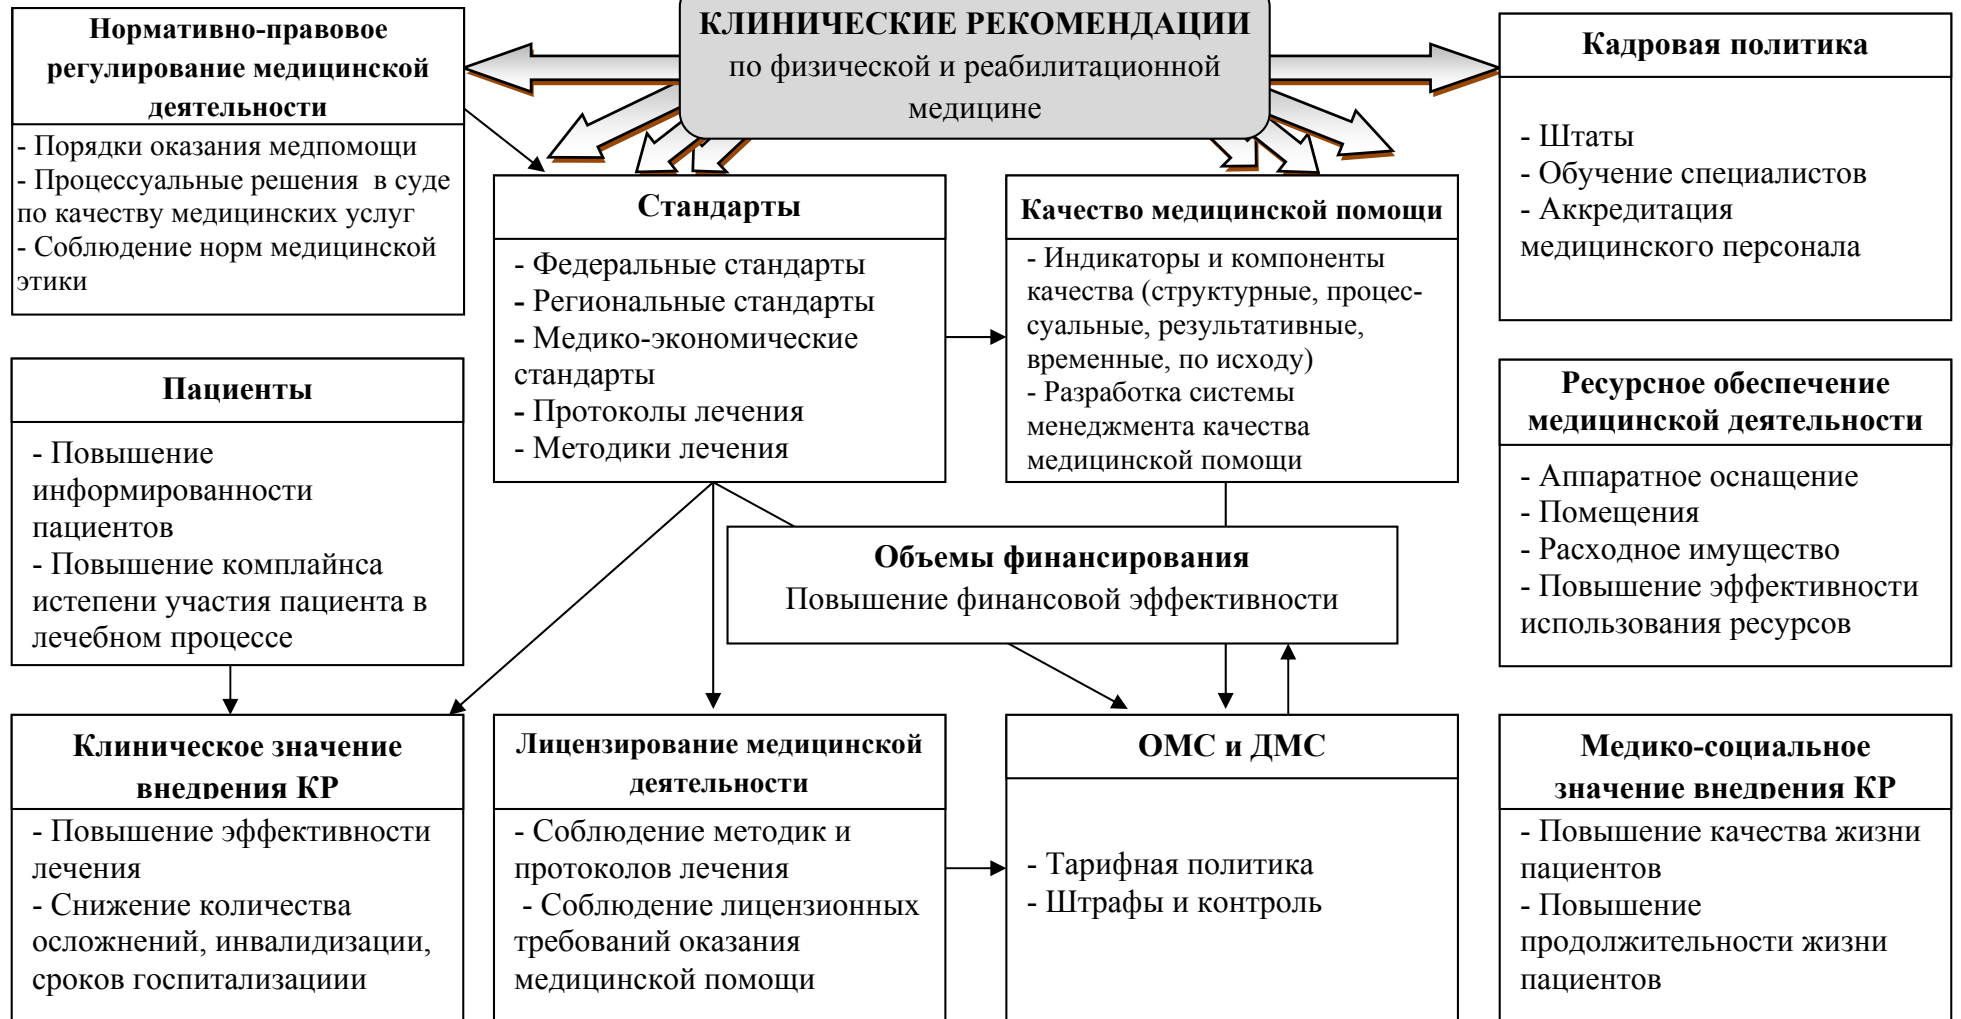 Нормативно-правовое
регулирование медицинской
деятельности
- Порядки оказания медпомощи
- Процессуальные решения в суде
по качеству медицинских услуг
- Соблюдение норм медицинской
этики
КЛИНИЧЕСКИЕ РЕКОМЕНДАЦИИ
по физической и реабилитационной
медицине
Кадровая политика
- Штаты
- Обучение специалистов
- Аккредитация
медицинского персонала
Стандарты
- Федеральные стандарты
- Региональные стандарты
- Медико-экономические
стандарты
- Протоколы лечения
- Методики лечения
Качество медицинской помощи
- Индикаторы и компоненты
качества (структурные, процес-
суальные, результативные,
временные, по исходу)
- Разработка системы
менеджмента качества
медицинской помощи
Пациенты
- Повышение
информированности
пациентов
- Повышение комплайнса
истепени участия пациента в
лечебном процессе
Ресурсное обеспечение
медицинской деятельности
- Аппаратное оснащение
- Помещения
- Расходное имущество
- Повышение эффективности
использования ресурсов
Объемы финансирования
Повышение финансовой эффективности
Клиническое значение
внедрения КР
- Повышение эффективности
лечения
- Снижение количества
осложнений, инвалидизации,
сроков госпитализациии
Лицензирование медицинской
деятельности
- Соблюдение методик и
протоколов лечения
- Соблюдение лицензионных
требований оказания
медицинской помощи
ОМС и ДМС
- Тарифная политика
- Штрафы и контроль
Медико-социальное
значение внедрения КР
- Повышение качества жизни
пациентов
- Повышение
продолжительности жизни
пациентов